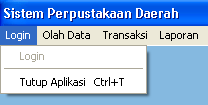 Sistem Perpustakaan Daerah
Login Olah Data Transaksi Laporan
Login
Tutup Aplikasi Ctrl+T